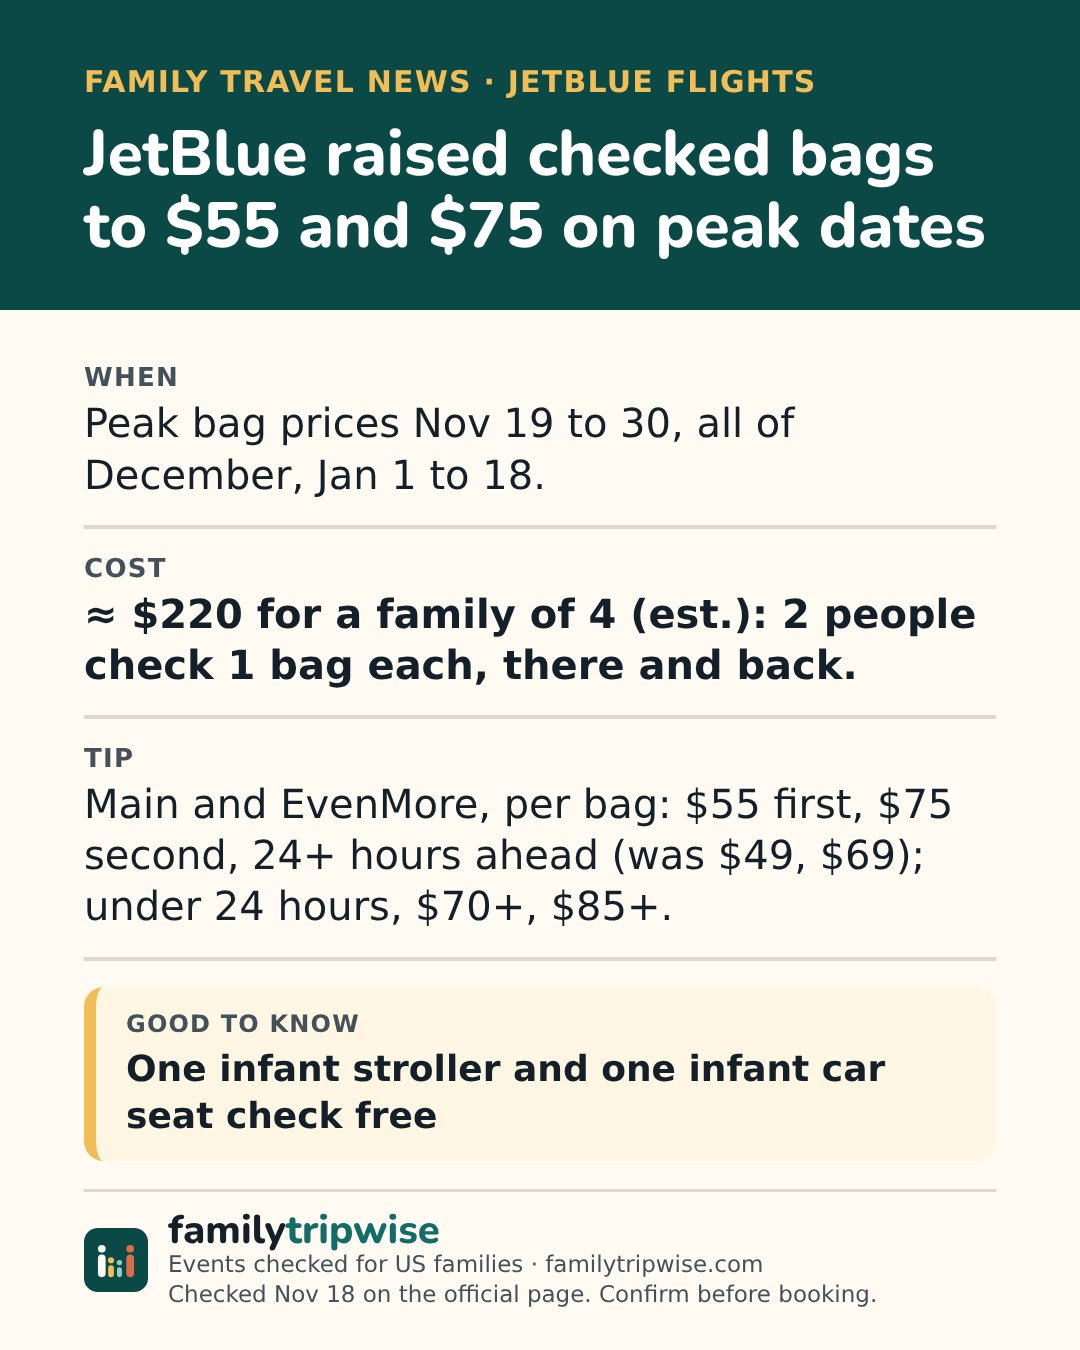 FAMILY TRAVEL NEWS · JETBLUE FLIGHTS
JetBlue raised checked bags
to $55 and $75 on peak dates
WHEN
Peak bag prices Nov 19 to 30, all of
December, Jan 1 to 18.
COST
≈ $220 for a family of 4 (est.): 2 people
check 1 bag each, there and back.
TIP
Main and EvenMore, per bag: $55 first, $75
second, 24+ hours ahead (was $49, $69);
under 24 hours, $70+, $85+.
GOOD TO KNOW
One infant stroller and one infant car
seat check free
familytripwise
Events checked for US families · familytripwise.com
Checked Nov 18 on the official page. Confirm before booking.